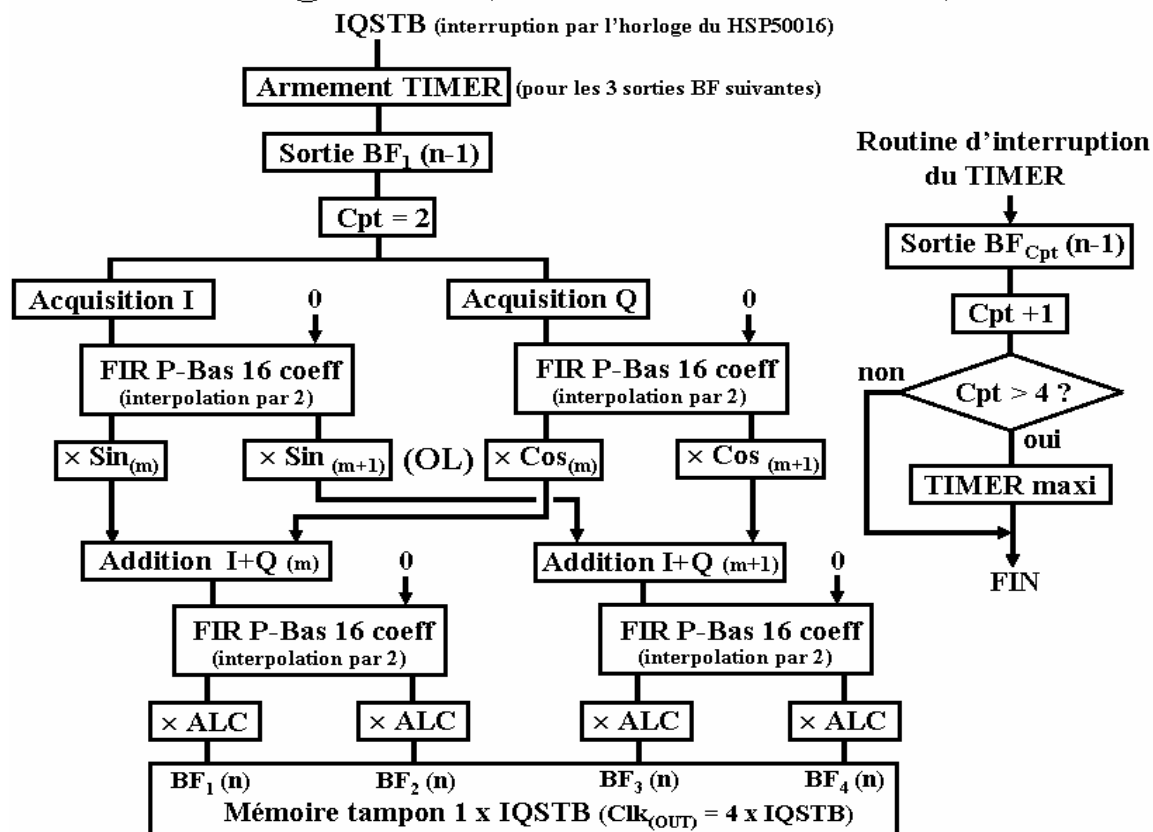 IQSTB (interruption par l'horloge du HSP50016)
Armement TIMER (pour les 3 sorties BF suivantes)
Sortie BF1 (n-1)
Cpt = 2
Acquisition I
0
Acquisition Q
0
FIR P-Bas 16 coeff
(interpolation par 2)
FIR P-Bas 16 coeff
(interpolation par 2)
× Sin(m)
× Sin (m+1)
(OL)
× Cos(m)
× Cos (m+1)
Addition I+Q (m)
0
Addition I+Q (m+1)
0
FIR P-Bas 16 coeff
(interpolation par 2)
FIR P-Bas 16 coeff
(interpolation par 2)
× ALC
× ALC
× ALC
× ALC
BF1 (n)
BF2 (n)
BF3 (n)
BF4 (n)
Mémoire tampon 1 x IQSTB (Clk(OUT) = 4 x IQSTB)
Routine d'interruption
du TIMER
Sortie BFCpt (n-1)
Cpt +1
non
Cpt > 4 ?
oui
TIMER maxi
FIN